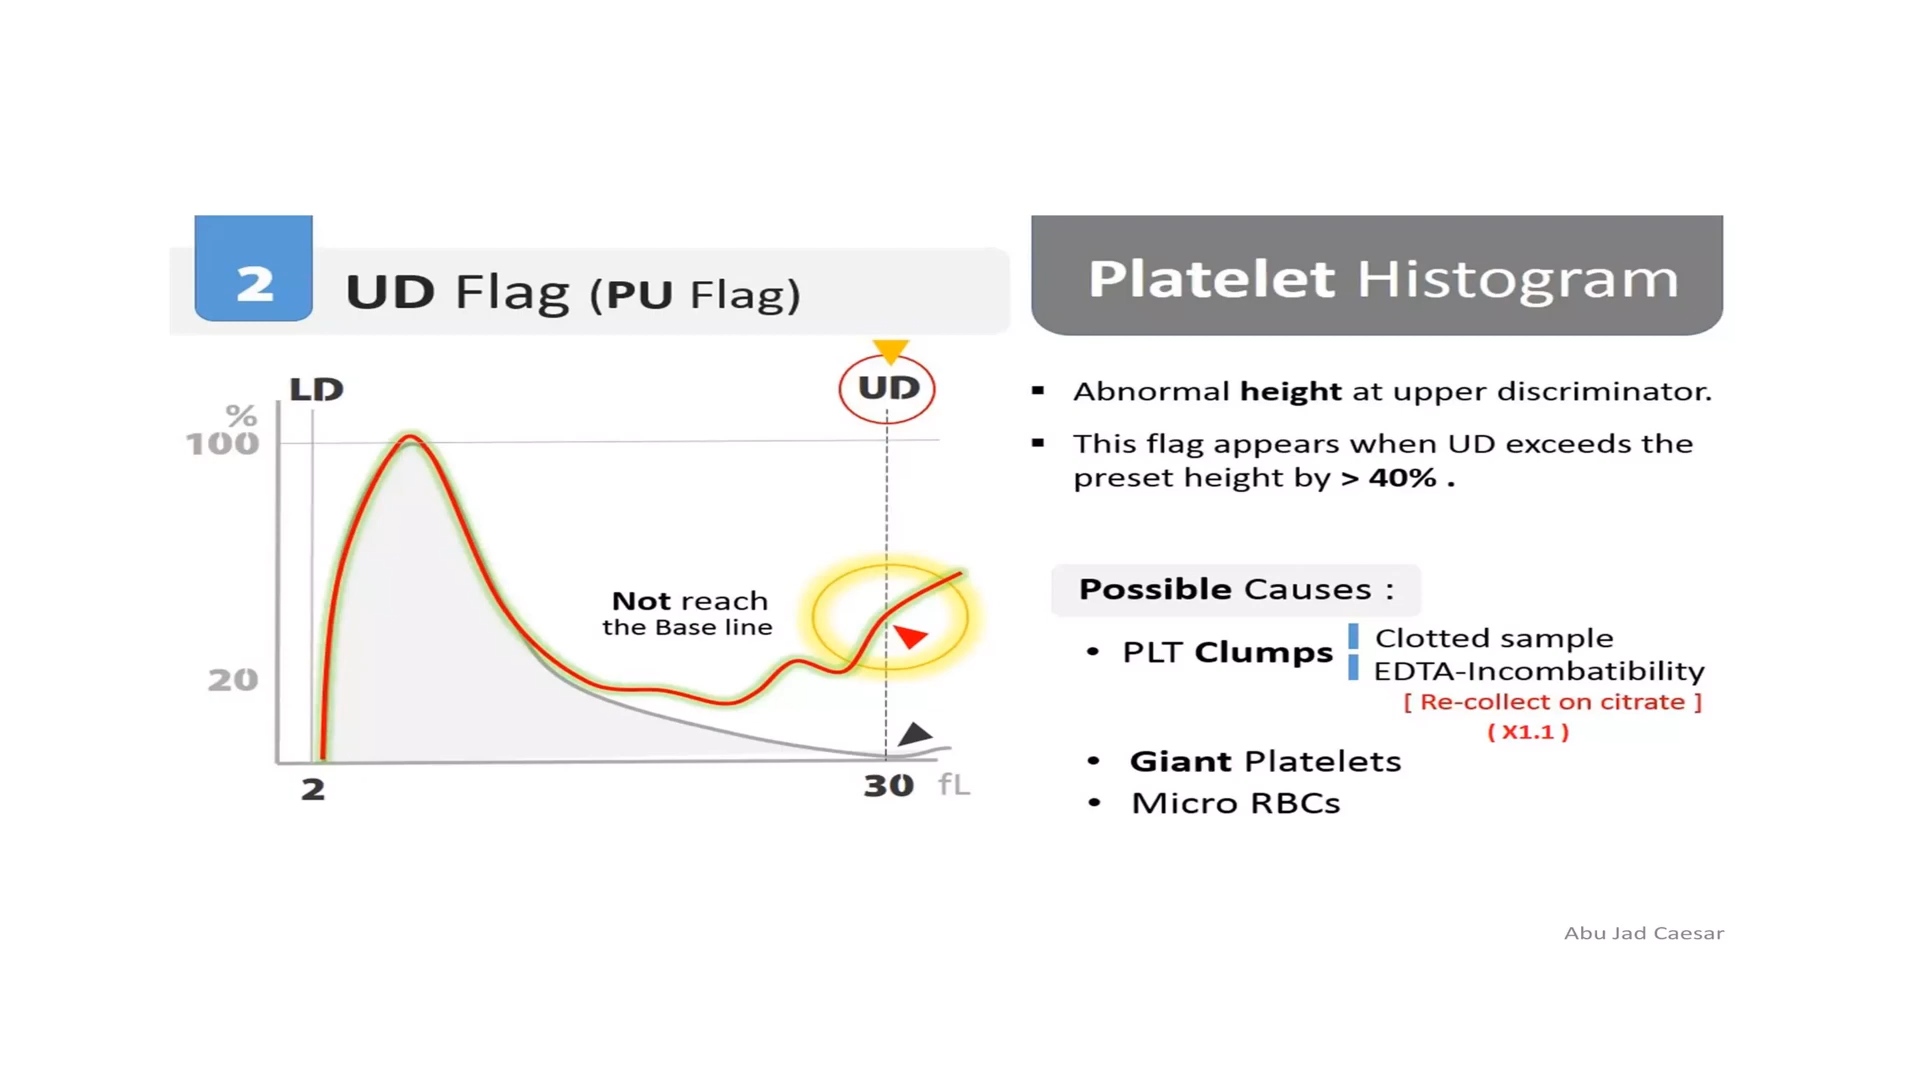 2
UD Flag (PU Flag)
Platelet Histogram
LD
UD
%
100
20
Not reach
the Base line
2
30 fL
▪ Abnormal height at upper discriminator.
▪ This flag appears when UD exceeds the
preset height by > 40% .
Possible Causes :
• PLT Clumps
Clotted sample
EDTA-Incombatibility
[ Re-collect on citrate ]
( X1.1 )
• Giant Platelets
• Micro RBCs
Abu Jad Caesar